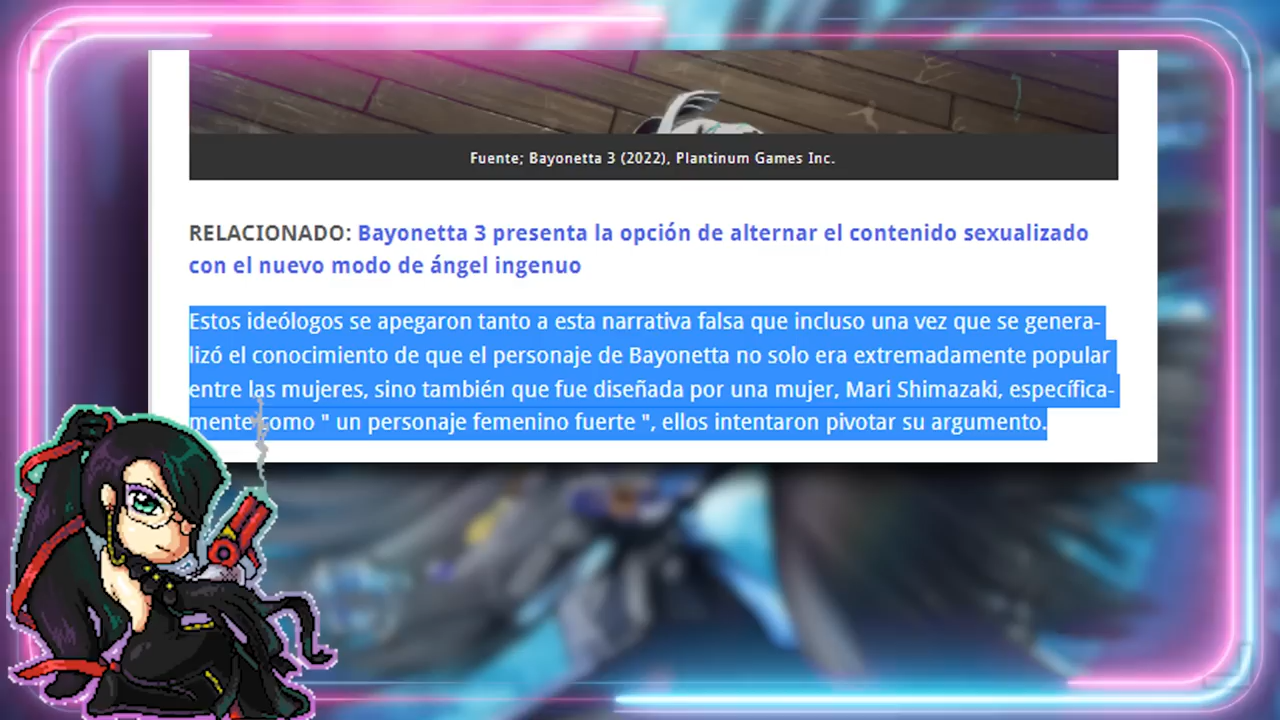 Fuente; Bayonetta 3 (2022), Plantinum Games Inc.
RELACIONADO: Bayonetta 3 presenta la opción de alternar el contenido sexualizado
con el nuevo modo de ángel ingenuo
Estos ideólogos se apegaron tanto a esta narrativa falsa que incluso una vez que se genera-
lizó el conocimiento de que el personaje de Bayonetta no solo era extremadamente popular
entre las mujeres, sino también que fue diseñada por una mujer, Mari Shimazaki, específica-
mente como " un personaje femenino fuerte ", ellos intentaron pivotar su argumento.